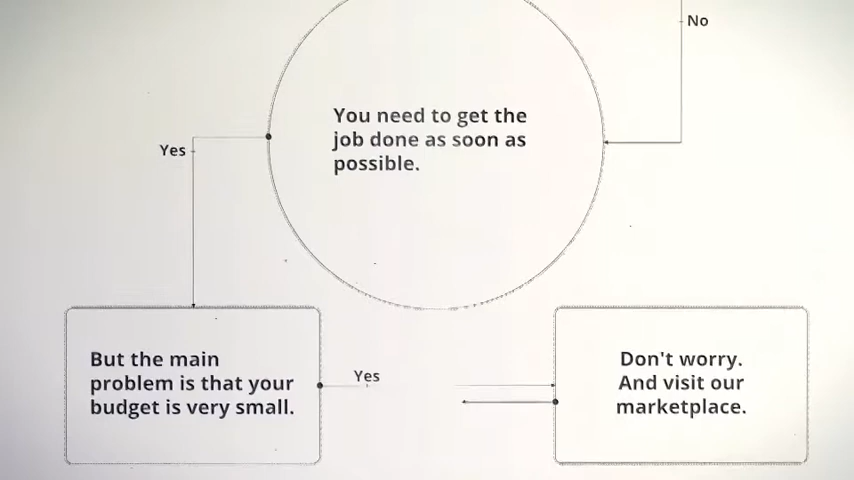 No
You need to get the
job done as soon as
possible.
Yes
But the main
problem is that your
budget is very small.
Yes
Don't worry.
And visit our
marketplace.